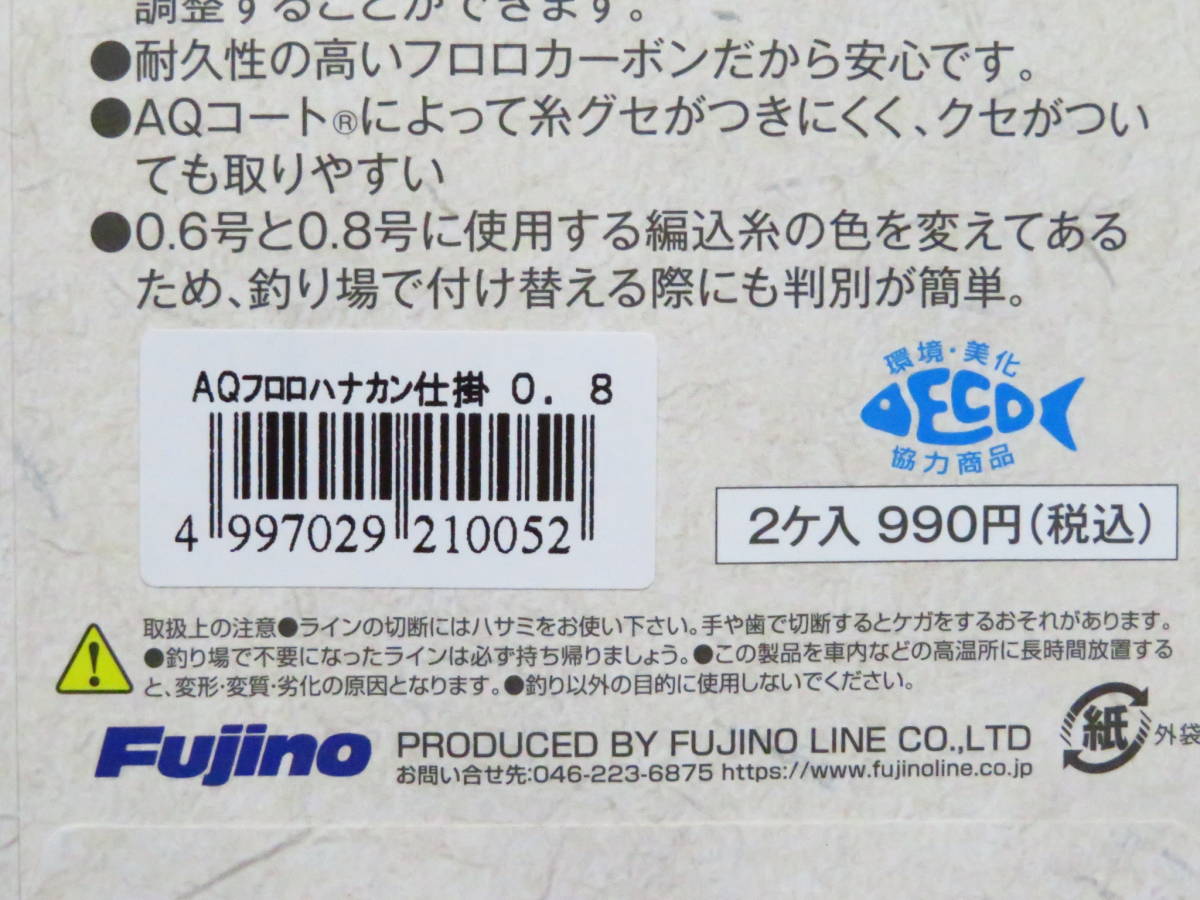 調整することができます。
●耐久性の高いフロロカーボンだから安心です。
●AQコート®によって糸グセがつきにくく、クセがつい
ても取りやすい
●0.6号と0.8号に使用する編込糸の色を変えてある
ため、釣り場で付け替える際にも判別が簡単。
AQフロロハナカン仕掛 0.8
4 997029 210052
環境・美化
ECO
協力商品
2ケ入 990円(税込)
取扱上の注意●ラインの切断にはハサミをお使い下さい。手や歯で切断するとケガをするおそれがあります。
●釣り場で不要になったラインは必ず持ち帰りましょう。●この製品を車内などの高温所に長時間放置する
と、変形・変質・劣化の原因となります。●釣り以外の目的に使用しないでください。
Fujino
PRODUCED BY FUJINO LINE CO.,LTD
お問い合せ先:046-223-6875 https://www.fujinoline.co.jp
紙
外袋